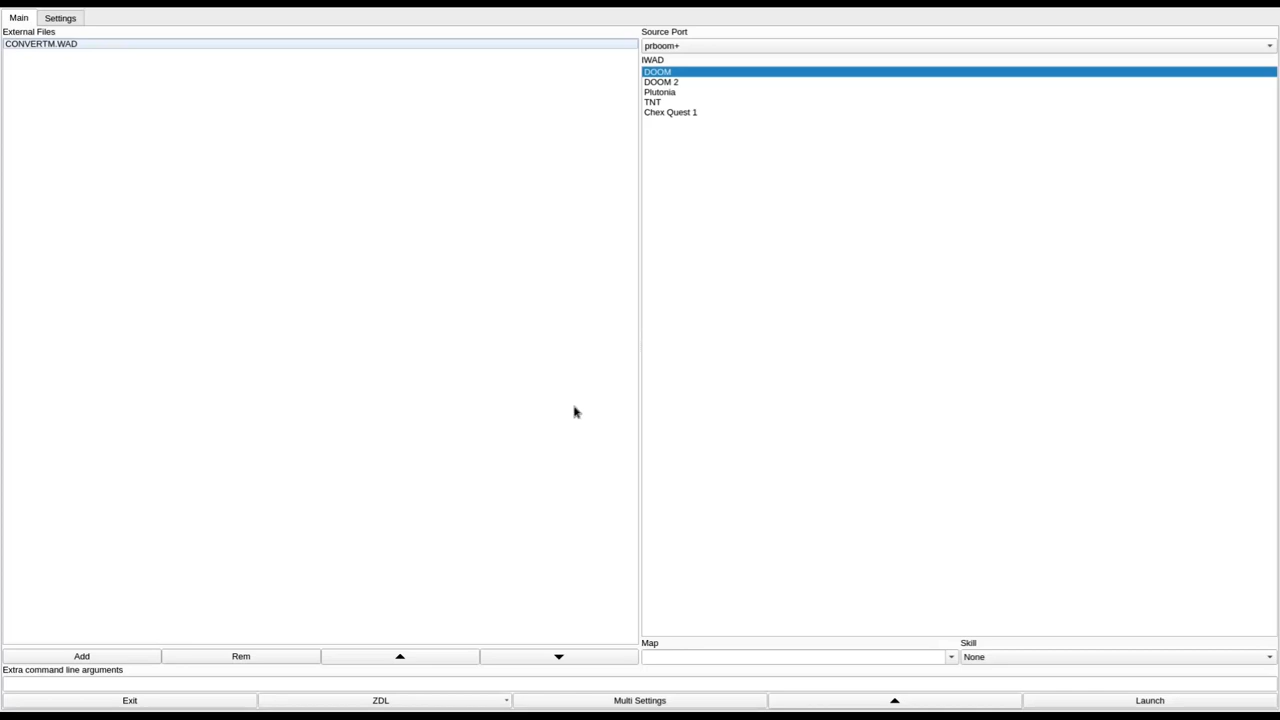 Main
Settings
External Files
CONVERTM.WAD
Source Port
prboom+
IWAD
DOOM
DOOM 2
Plutonia
TNT
Chex Quest 1
Map
Skill
None
Add
Rem
Extra command line arguments
Exit
ZDL
Multi Settings
Launch